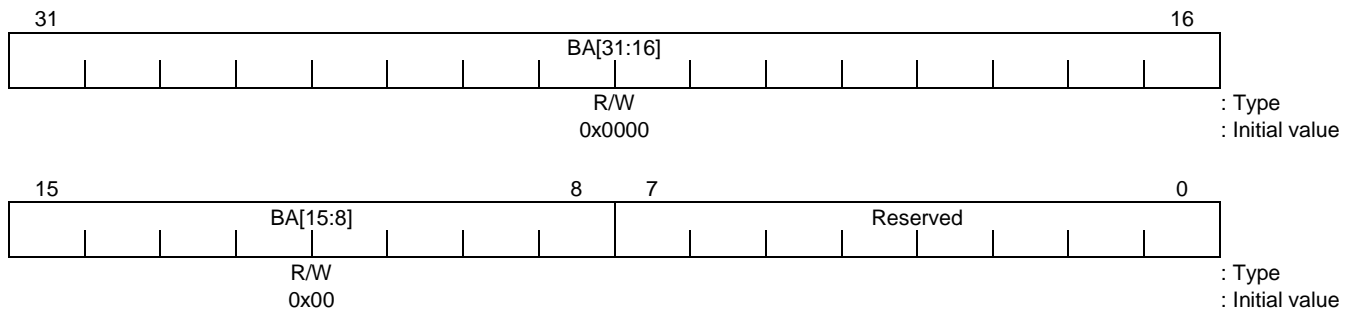 31 16
BA[31:16]
R/W : Type
0x0000 : Initial value
15 8 7 0
BA[15:8] Reserved
R/W : Type
0x00 : Initial value